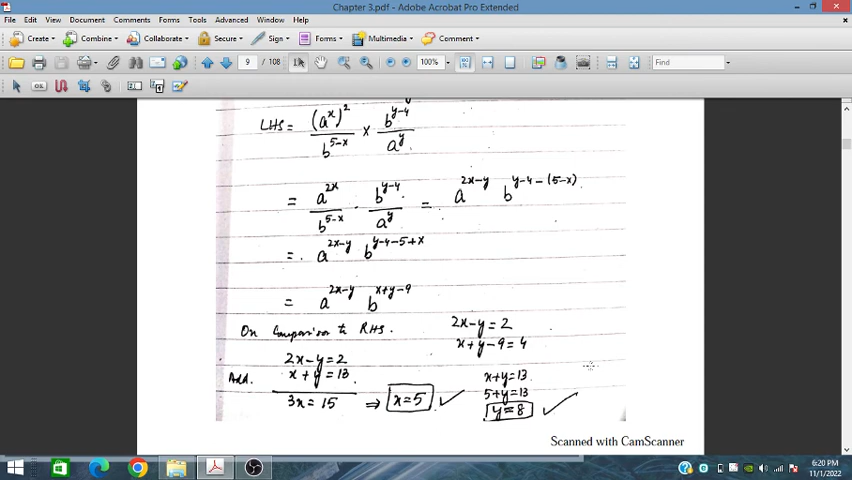 Chapter 3.pdf - Adobe Acrobat Pro Extended
File Edit View Document Comments Forms Tools Advanced Window Help
Create Combine Collaborate Secure Sign Forms Multimedia Comment
9 / 108 100% Find
LHS = (a^x)^2 / b^(5-x) × b^(y-4) / a^y
= a^(2x) / b^(5-x) · b^(y-4) / a^y = a^(2x-y) b^(y-4-(5-x))
= a^(2x-y) b^(y-4-5+x)
= a^(2x-y) b^(x+y-9)
On Comparison to RHS.
2x-y=2
x+y-9=4
2x-y=2
Add. x+y=13
3x=15 ⇒ x=5 ✓
x+y=13
5+y=13
y=8 ✓
Scanned with CamScanner
6:20 PM
11/1/2022